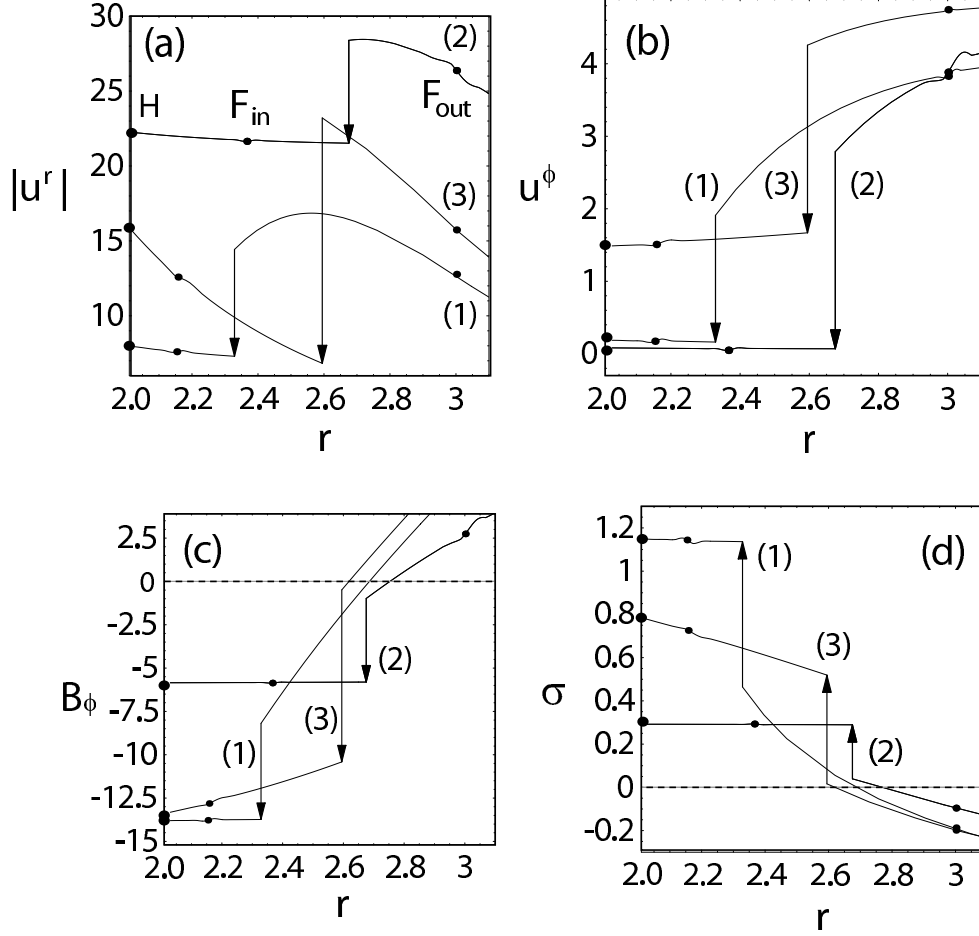 (a)
30
25
20
15
10
|uʳ|
H
F_in
F_out
(2)
(3)
(1)
2.0 2.2 2.4 2.6 2.8 3
r
(b)
4
3
2
1
0
u^ϕ
(1) (3) (2)
2.0 2.2 2.4 2.6 2.8 3
r
(c)
2.5
0
-2.5
-5
-7.5
-10
-12.5
-15
Bϕ
(2)
(3)
(1)
2.0 2.2 2.4 2.6 2.8 3
r
(d)
1.2
1
0.8
0.6
0.4
0.2
0
-0.2
σ
(1)
(3)
(2)
2.0 2.2 2.4 2.6 2.8 3
r